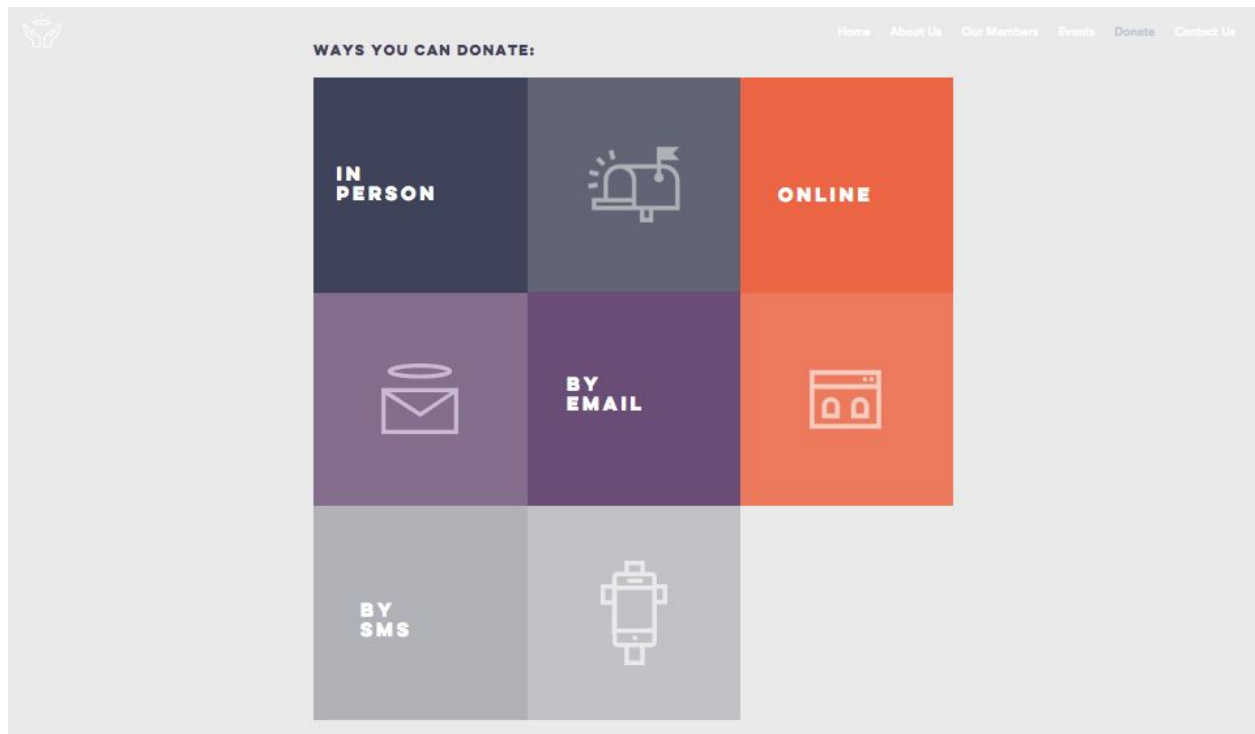 Home About Us Our Members Events Donate Contact Us
WAYS YOU CAN DONATE:
IN
PERSON
ONLINE
BY
EMAIL
BY
SMS